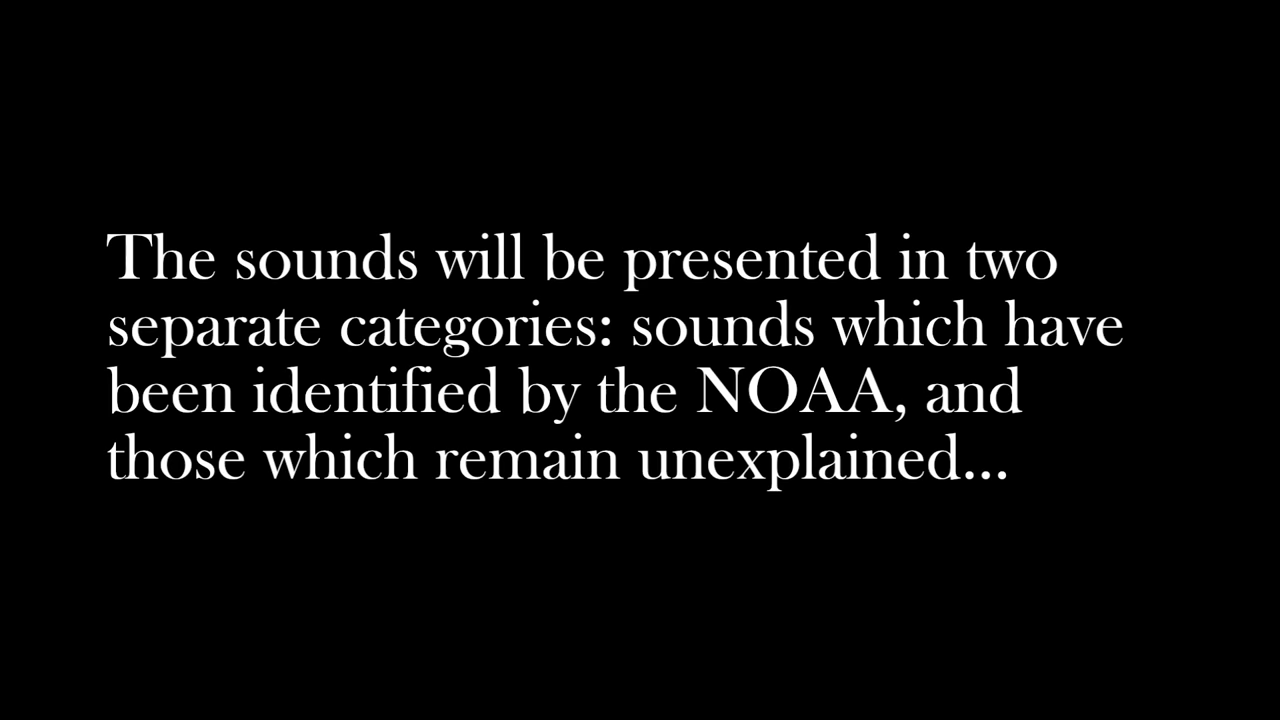 The sounds will be presented in two
separate categories: sounds which have
been identified by the NOAA, and
those which remain unexplained...